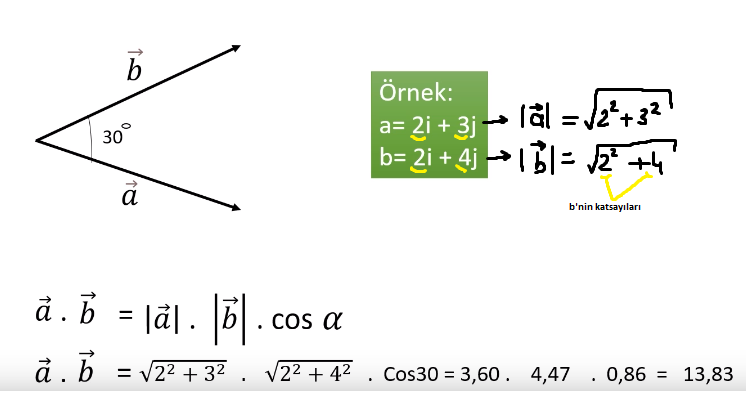 b⃗
30°
a⃗
Örnek:
a= 2i + 3j → |a⃗| = √2²+3²
b= 2i + 4j → |b⃗| = √2² +4
b'nin katsayıları
a⃗ . b⃗ = |a⃗| . |b⃗| . cos α
a⃗ . b⃗ = √2² + 3² . √2² + 4² . Cos30 = 3,60 . 4,47 . 0,86 = 13,83